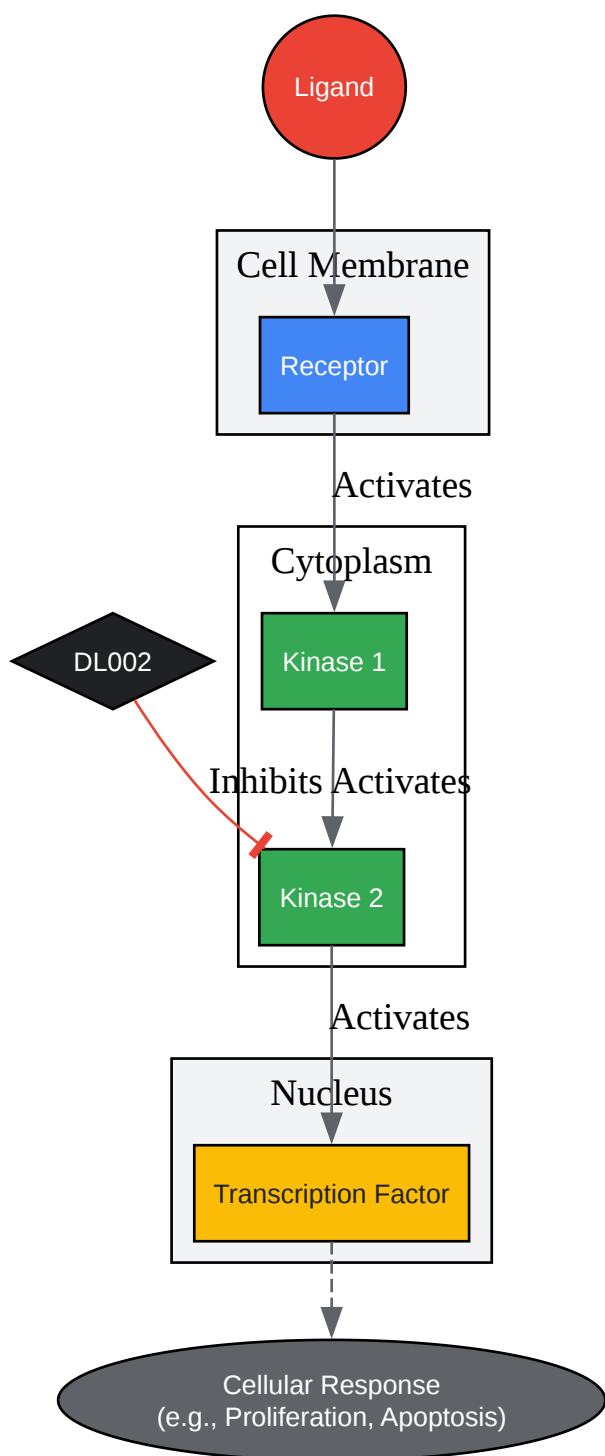 Ligand
Cell Membrane
Receptor
Activates
Cytoplasm
DL002
Kinase 1
Inhibits Activates
Kinase 2
Activates
Nucleus
Transcription Factor
Cellular Response
(e.g., Proliferation, Apoptosis)